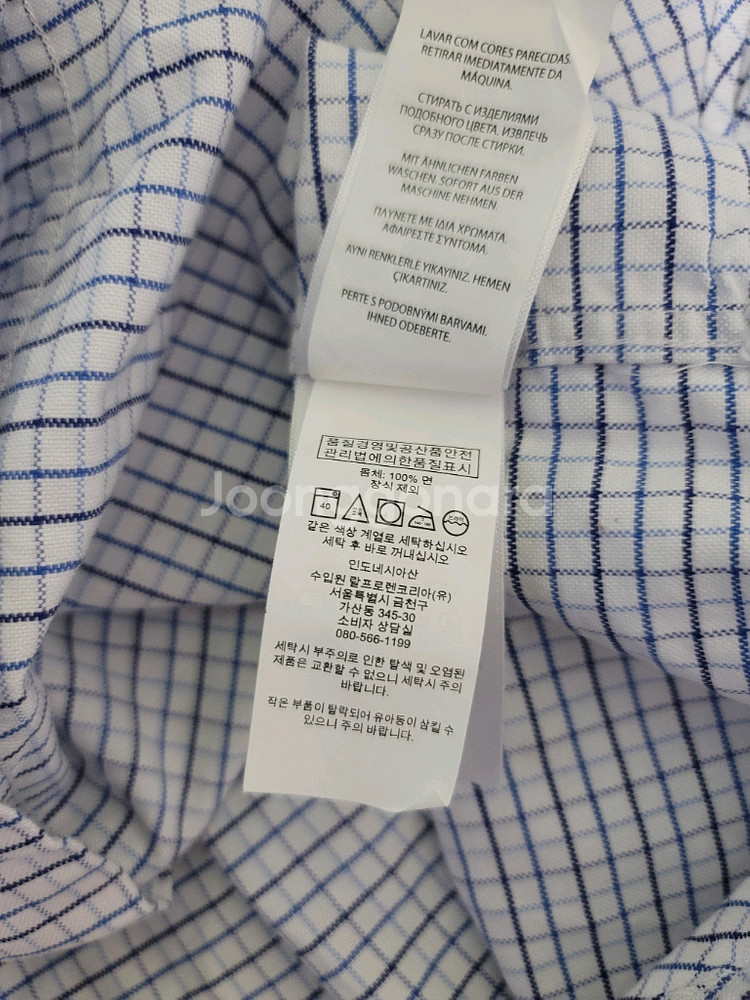 LAVAR COM CORES PARECIDAS.
RETIRAR IMEDIATAMENTE DA
MÁQUINA.
СТИРАТЬ С ИЗДЕЛИЯМИ
ПОДОБНОГО ЦВЕТА. ИЗВЛЕЧЬ
СРАЗУ ПОСЛЕ СТИРКИ.
MIT ÄHNLICHEN FARBEN
WASCHEN. SOFORT AUS DER
MASCHINE NEHMEN.
ΠΛΥΝΕΤΕ ΜΕ ΙΔΙΑ ΧΡΩΜΑΤΑ.
ΑΦΑΙΡΕΣΤΕ ΣΥΝΤΟΜΑ.
AYNI RENKLERLE YIKAYINIZ. HEMEN
ÇIKARTINIZ.
PERTE S PODOBNÝMI BARVAMI.
IHNED ODEBERTE.
품질경영및공산품안전
관리법에의한품질표시
몸체: 100% 면
장식 제외
Joonggonara
40
같은 색상 계열로 세탁하십시오
세탁 후 바로 꺼내십시오
인도네시아산
수입원 랄프로렌코리아(유)
서울특별시 금천구
가산동 345-30
소비자 상담실
080-566-1199
세탁시 부주의로 인한 탈색 및 오염된
제품은 교환할 수 없으니 세탁시 주의
바랍니다.
작은 부품이 탈락되어 유아등이 삼킬 수
있으니 주의 바랍니다.